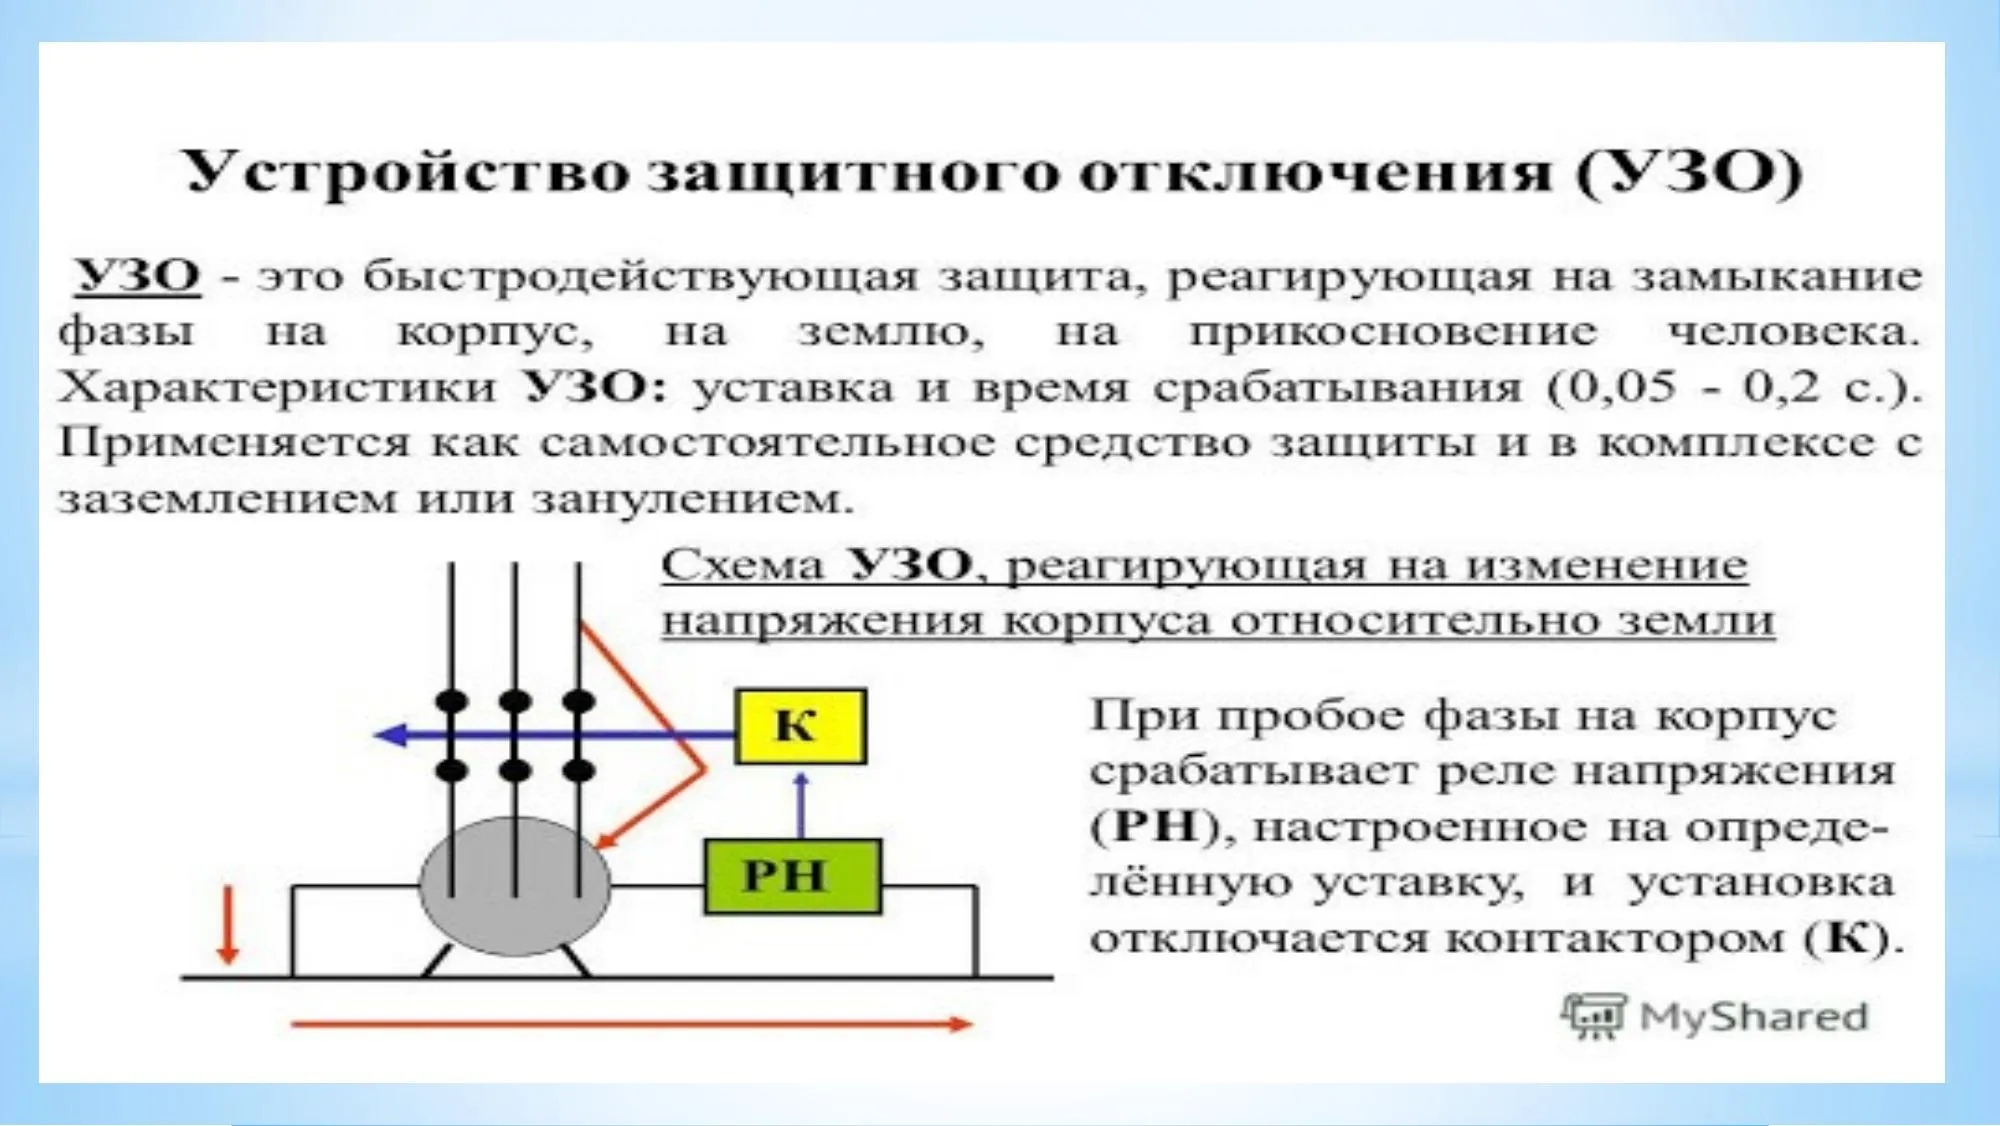 Устройство защитного отключения (УЗО)
УЗО - это быстродействующая защита, реагирующая на замыкание
фазы на корпус, на землю, на прикосновение человека.
Характеристики УЗО: уставка и время срабатывания (0,05 - 0,2 с.).
Применяется как самостоятельное средство защиты и в комплексе с
заземлением или занулением.
Схема УЗО, реагирующая на изменение
напряжения корпуса относительно земли
К
РН
При пробое фазы на корпус
срабатывает реле напряжения
(РН), настроенное на опреде-
лённую уставку, и установка
отключается контактором (К).
MyShared